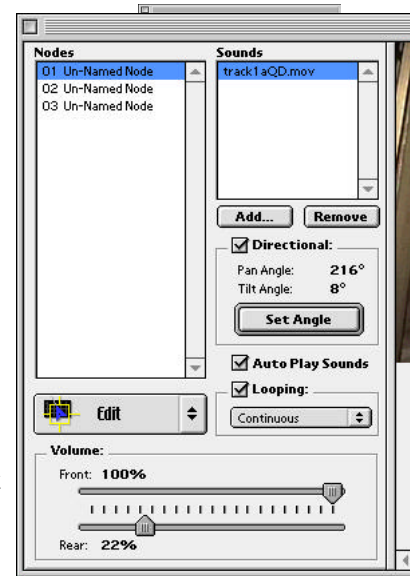 Nodes
01 Un-Named Node
02 Un-Named Node
03 Un-Named Node
Edit
Sounds
track1aQD.mov
Add... Remove
Directional:
Pan Angle: 216°
Tilt Angle: 8°
Set Angle
Auto Play Sounds
Looping:
Continuous
Volume:
Front: 100%
Rear: 22%